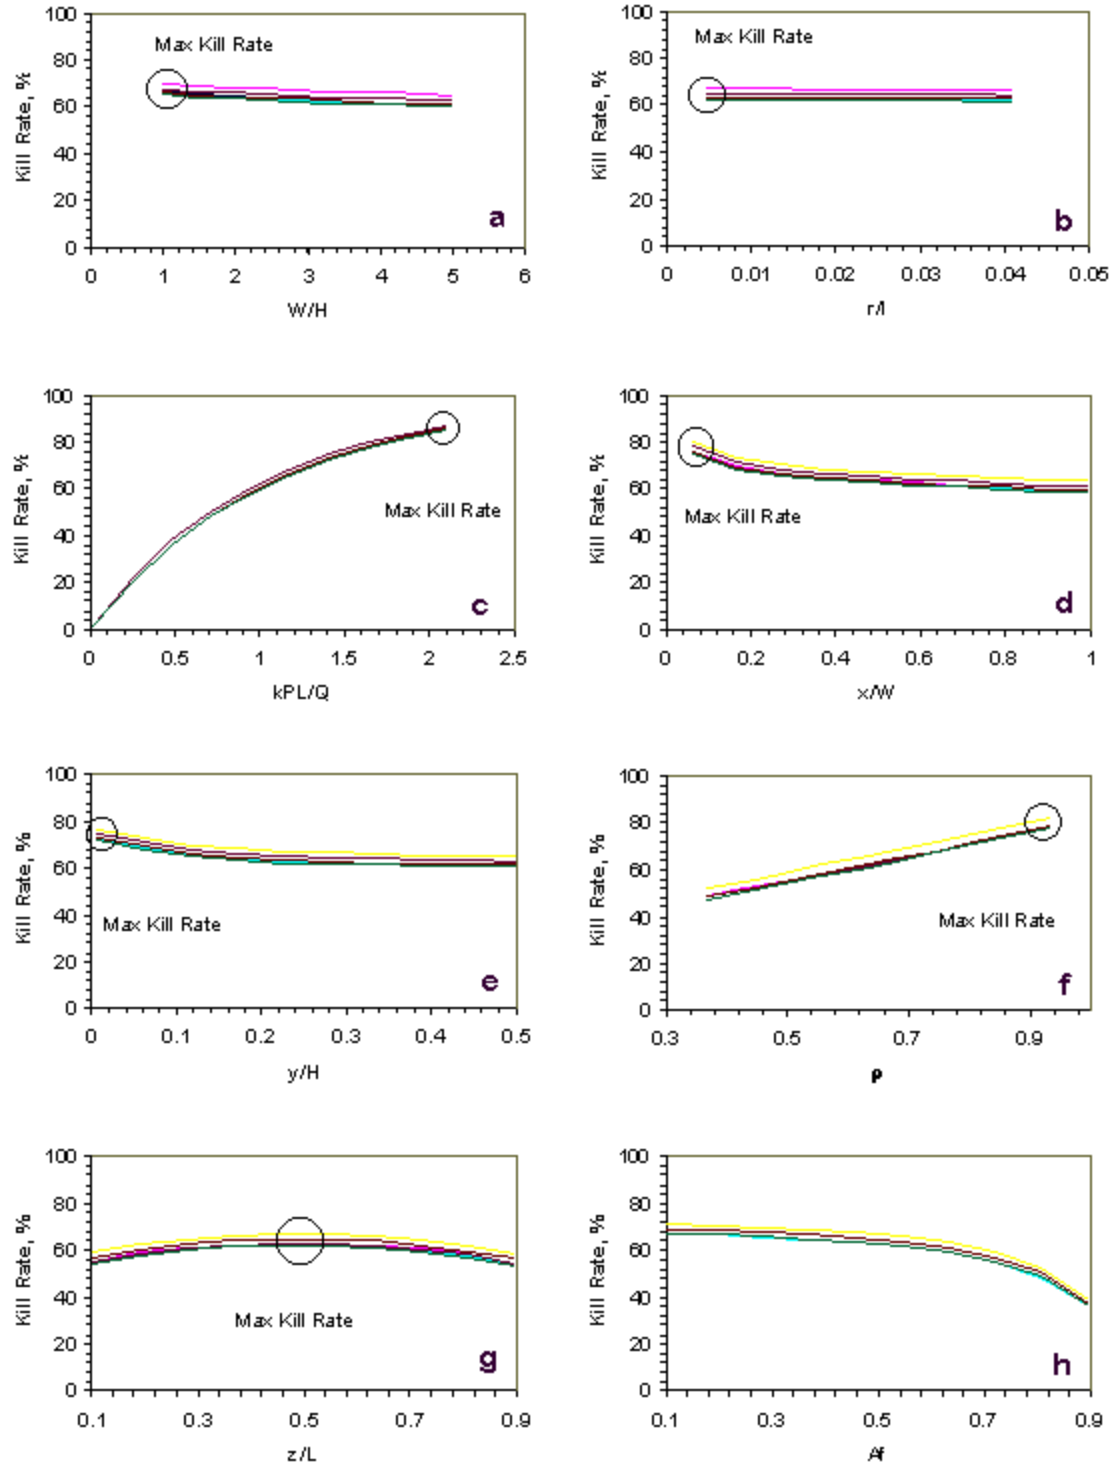 100
80
60
40
20
0
Kill Rate, %
Max Kill Rate
a
0 1 2 3 4 5 6
W/H
100
80
60
40
20
0
Kill Rate, %
Max Kill Rate
b
0 0.01 0.02 0.03 0.04 0.05
r/l
100
80
60
40
20
0
Kill Rate, %
Max Kill Rate
c
0 0.5 1 1.5 2 2.5
kPL/Q
100
80
60
40
20
0
Kill Rate, %
Max Kill Rate
d
0 0.2 0.4 0.6 0.8 1
x/W
100
80
60
40
20
0
Kill Rate, %
Max Kill Rate
e
0 0.1 0.2 0.3 0.4 0.5
y/H
100
80
60
40
20
0
Kill Rate, %
Max Kill Rate
f
0.3 0.5 0.7 0.9
ρ
100
80
60
40
20
0
Kill Rate, %
Max Kill Rate
g
0.1 0.3 0.5 0.7 0.9
z/L
100
80
60
40
20
0
Kill Rate, %
h
0.1 0.3 0.5 0.7 0.9
Af